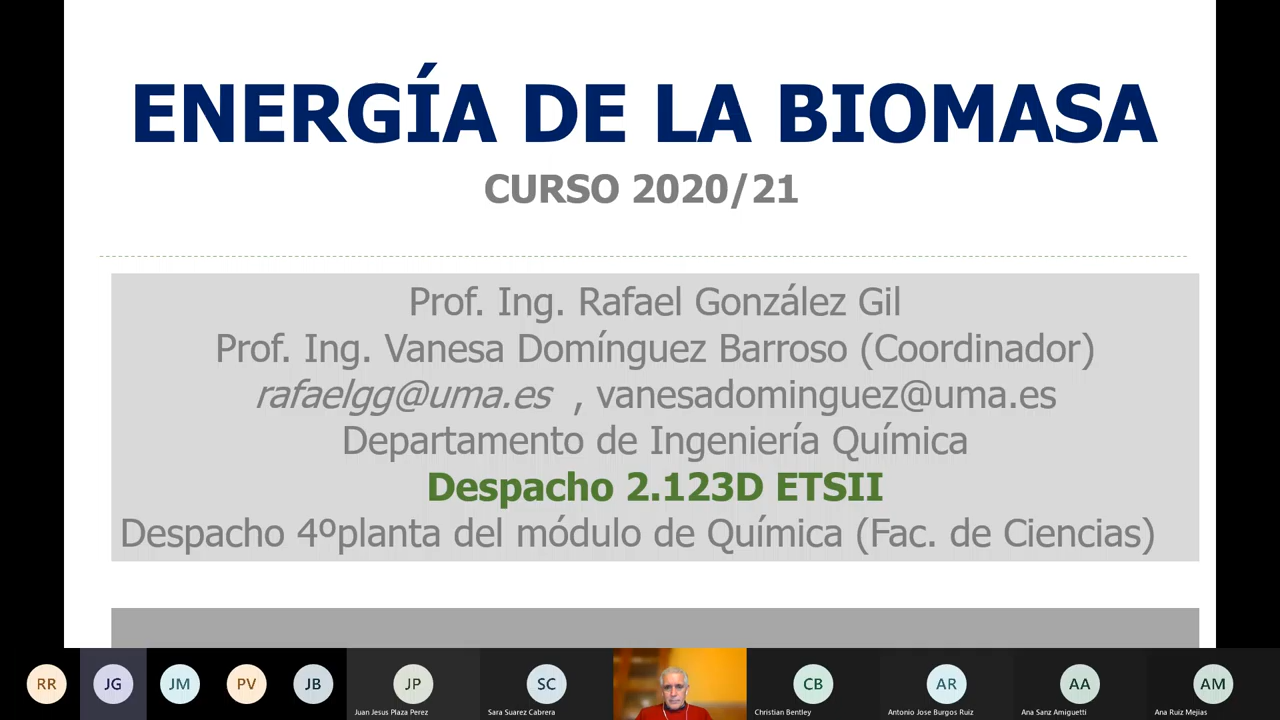 ENERGÍA DE LA BIOMASA
CURSO 2020/21
Prof. Ing. Rafael González Gil
Prof. Ing. Vanesa Domínguez Barroso (Coordinador)
rafaelgg@uma.es , vanesadominguez@uma.es
Departamento de Ingeniería Química
Despacho 2.123D ETSII
Despacho 4ºplanta del módulo de Química (Fac. de Ciencias)
RR
JG
JM
PV
JB
JP
SC
CB
AR
AA
AM
Juan Jesus Plaza Perez
Sara Suarez Cabrera
Christian Bentley
Antonio Jose Burgos Ruiz
Ana Sanz Amiguetti
Ana Ruiz Mejias